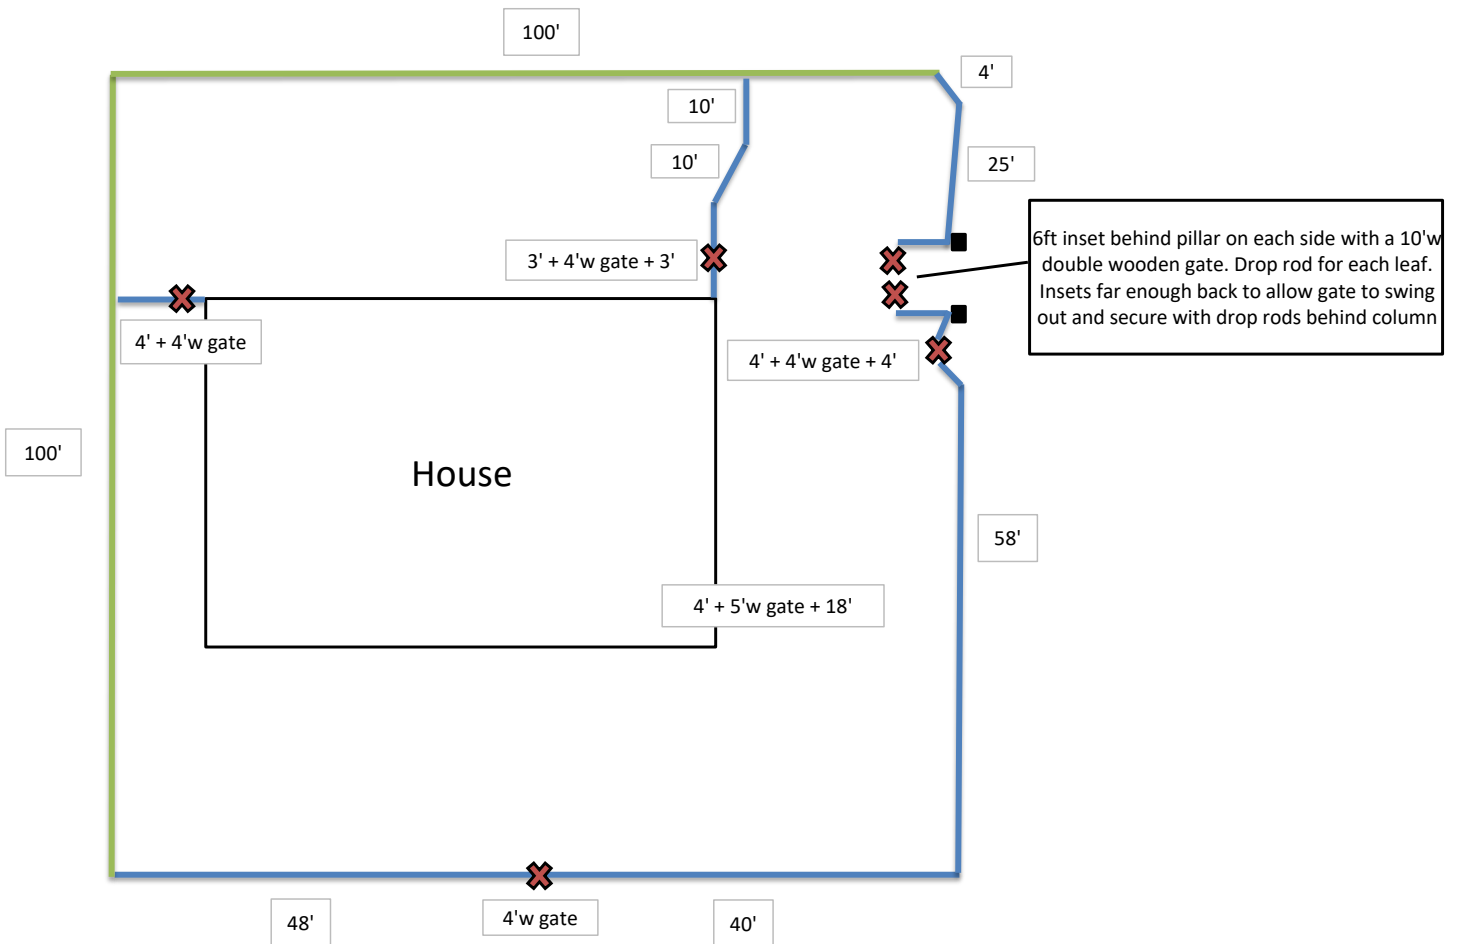 100'
4'
10'
10'
25'
6ft inset behind pillar on each side with a 10'w
double wooden gate. Drop rod for each leaf.
Insets far enough back to allow gate to swing
out and secure with drop rods behind column
3' + 4'w gate + 3'
4' + 4'w gate
4' + 4'w gate + 4'
100'
House
58'
4' + 5'w gate + 18'
48'
4'w gate
40'